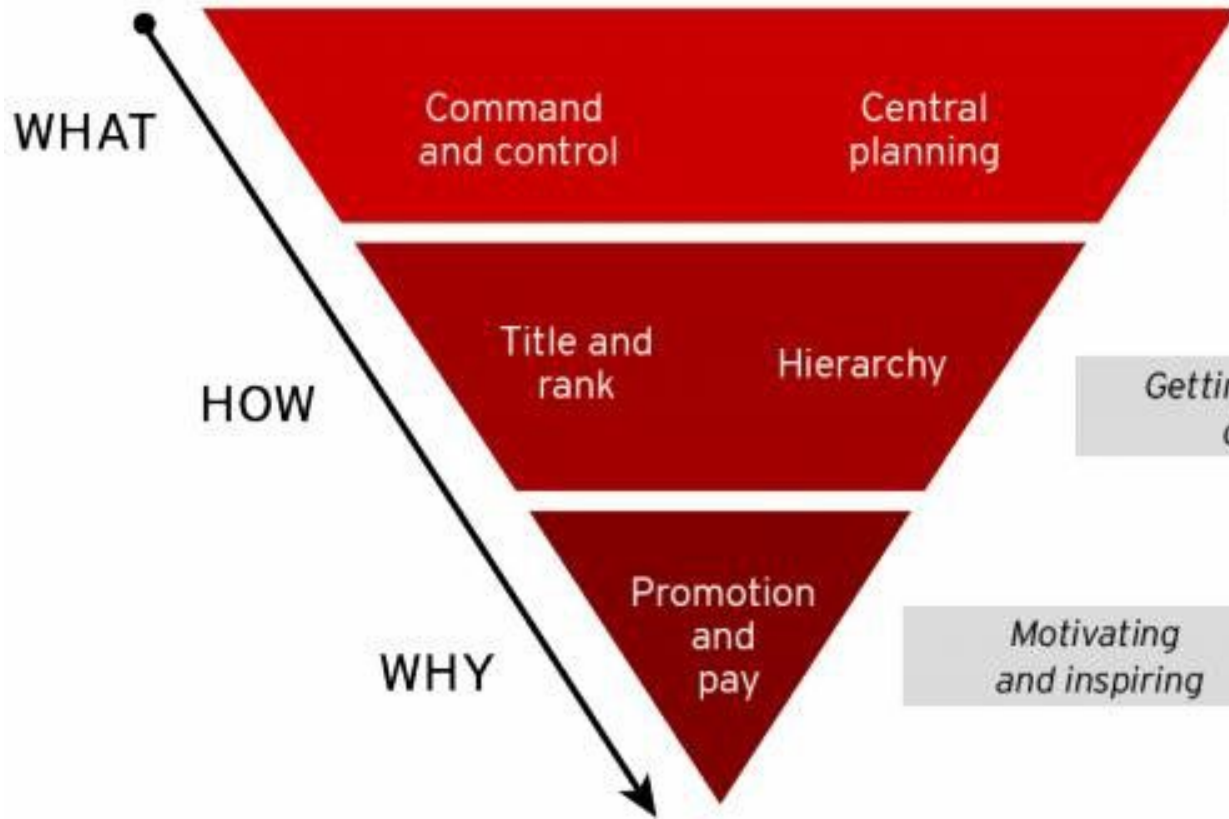 WHAT
Command
and control
Central
planning
HOW
Title and
rank
Hierarchy
WHY
Promotion
and
pay
Motivating
and inspiring